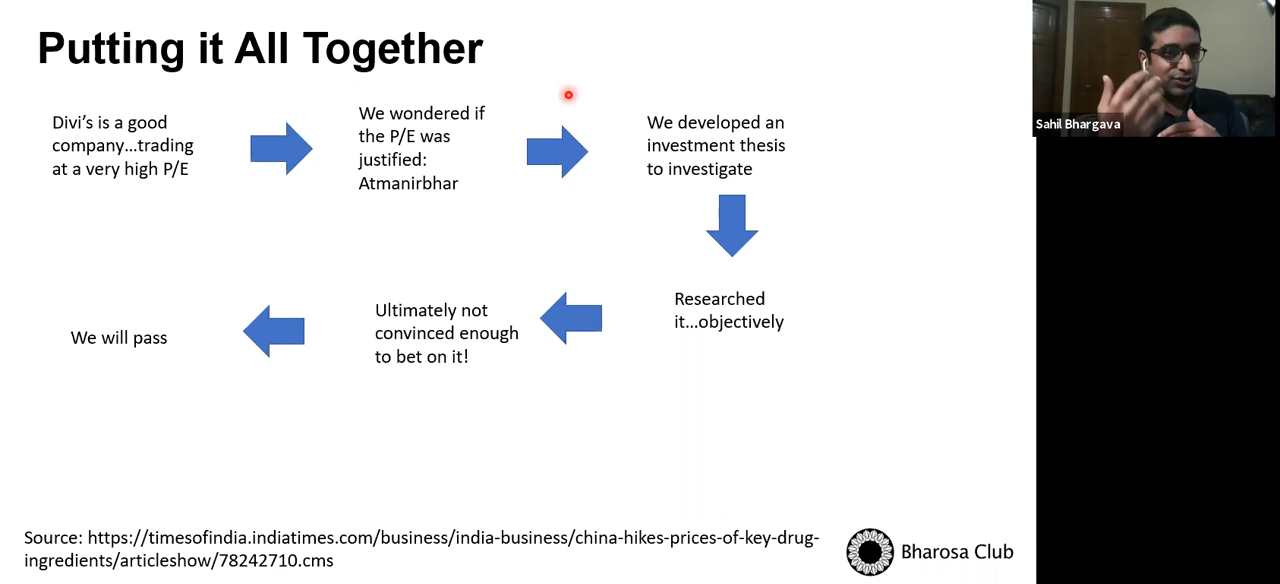 Putting it All Together
Divi’s is a good
company...trading
at a very high P/E
We wondered if
the P/E was
justified:
Atmanirbhar
We developed an
investment thesis
to investigate
Researched
it...objectively
Ultimately not
convinced enough
to bet on it!
We will pass
Source: https://timesofindia.indiatimes.com/business/india-business/china-hikes-prices-of-key-drug-
ingredients/articleshow/78242710.cms
Bharosa Club
Sahil Bhargava